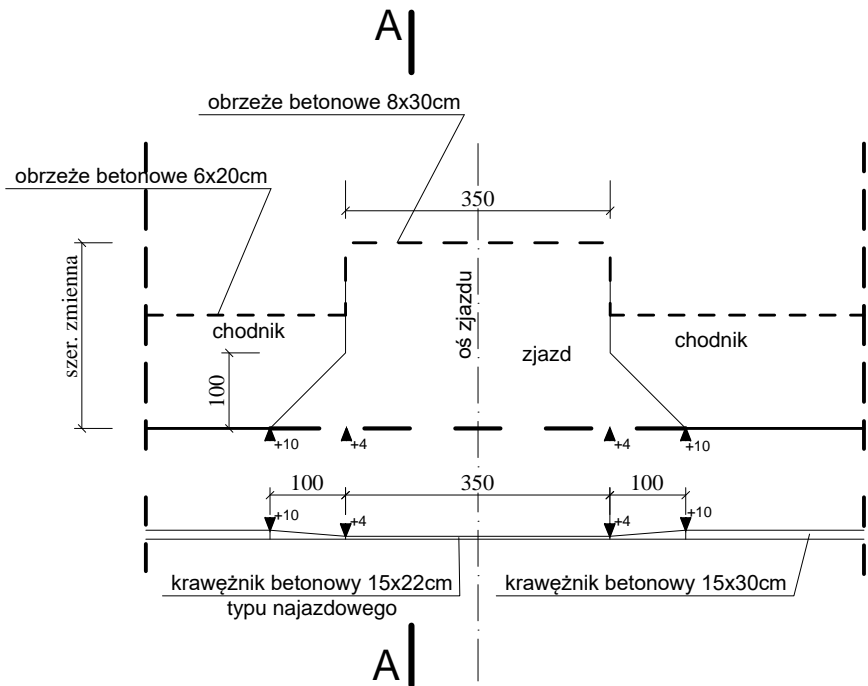 A
obrzeże betonowe 8x30cm
obrzeże betonowe 6x20cm
350
szer. zmienna
chodnik
oś zjazdu
zjazd
chodnik
100
+10
+4
+4
+10
100
350
100
+10
+4
+4
+10
krawężnik betonowy 15x22cm
typu najazdowego
krawężnik betonowy 15x30cm
A